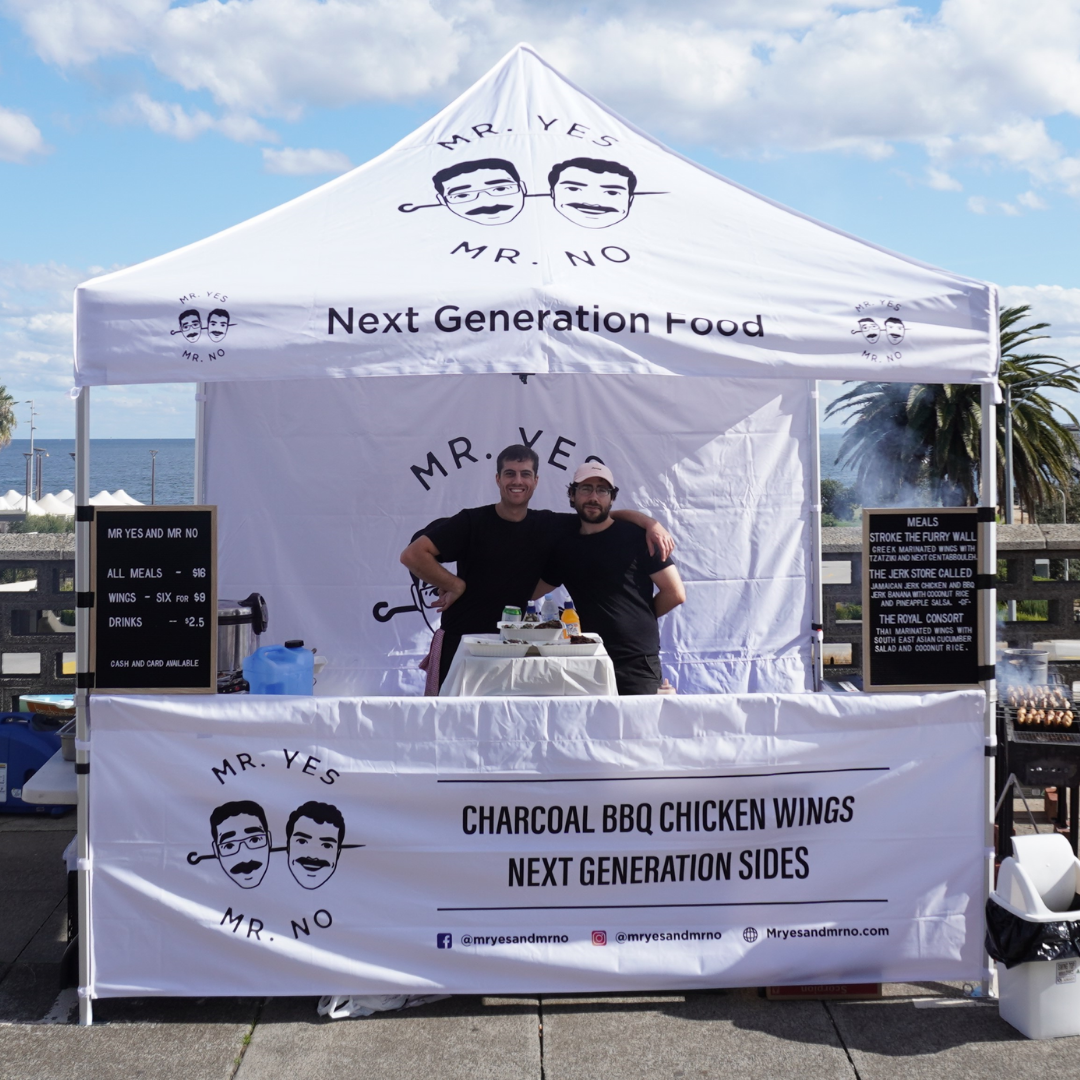 MR. YES
MR. NO
MR. YES
MR. NO
Next Generation Food
MR. YES
MR. NO
MR. YES
MR YES AND MR NO
ALL MEALS - $16
WINGS - SIX FOR $9
DRINKS -- $2.5
CASH AND CARD AVAILABLE
MEALS
STROKE THE FURRY WALL
GREEK MARINATED WINGS WITH
TZATZIKI AND NEXT GEN TABBOULEH.
THE JERK STORE CALLED
JAMAICAN JERK CHICKEN AND BBQ
JERK BANANA WITH COCONUT RICE
AND PINEAPPLE SALSA. -DF-
THE ROYAL CONSORT
THAI MARINATED WINGS WITH
SOUTH EAST ASIAN CUCUMBER
SALAD AND COCONUT RICE.
MR. YES
MR. NO
CHARCOAL BBQ CHICKEN WINGS
NEXT GENERATION SIDES
@mryesandmrno @mryesandmrno Mryesandmrno.com